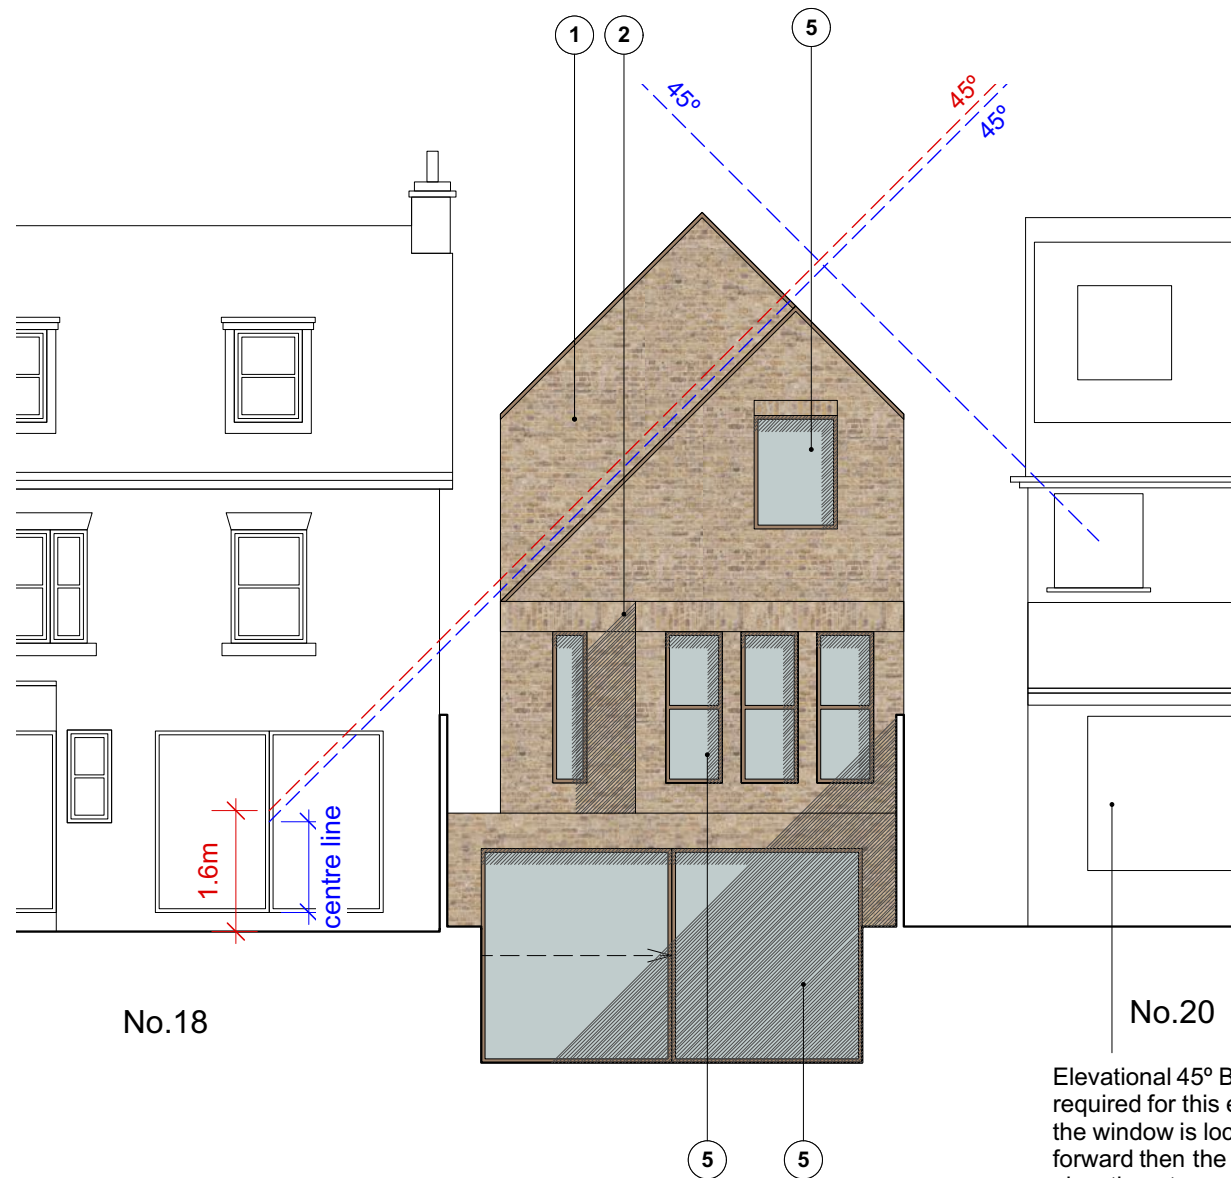 1
2
5
45º
45º
45º
1.6m
centre line
No.18
No.20
Elevational 45º B
required for this e
the window is loc
forward then the
5
5